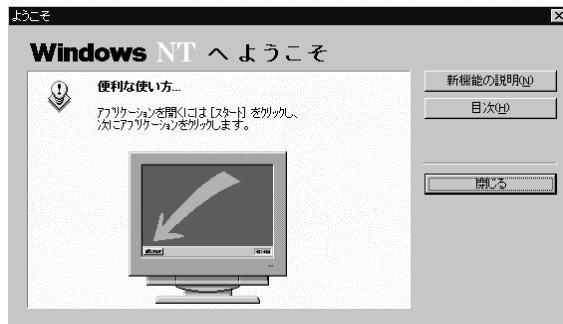 ようこそ
Windows NT へようこそ
便利な使い方...
アプリケーションを開くには [スタート] をクリックし、
次にアプリケーションをクリックします。
新機能の説明(N)
目次(H)
閉じる